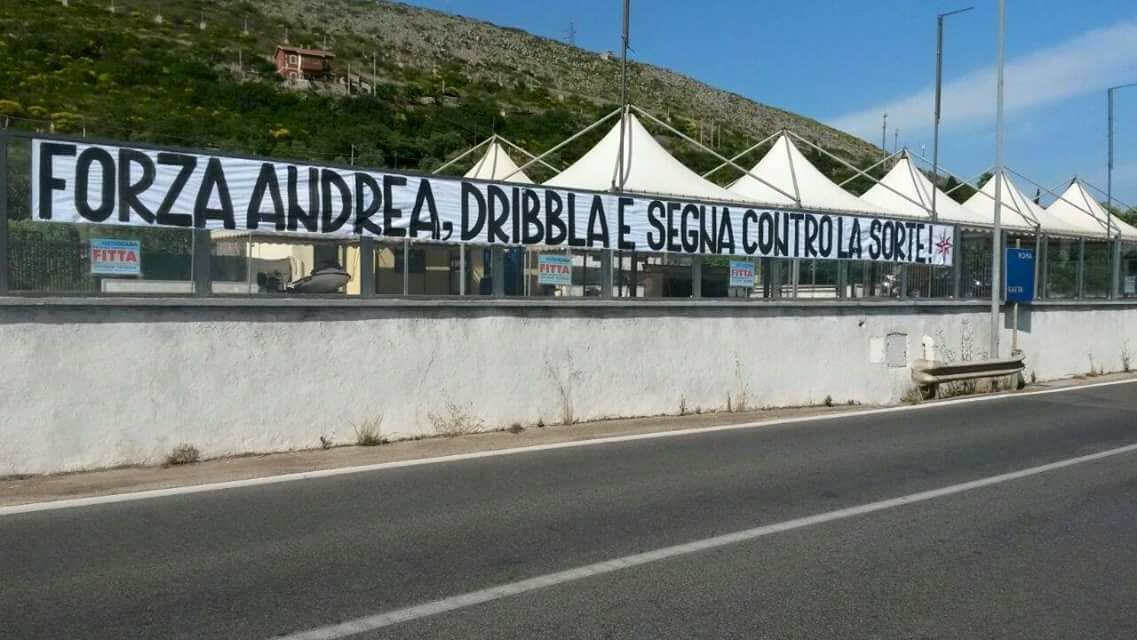 FORZA ANDREA, DRIBBLA E SEGNA CONTRO LA SORTE!
FITTA
FITTA
FITTA